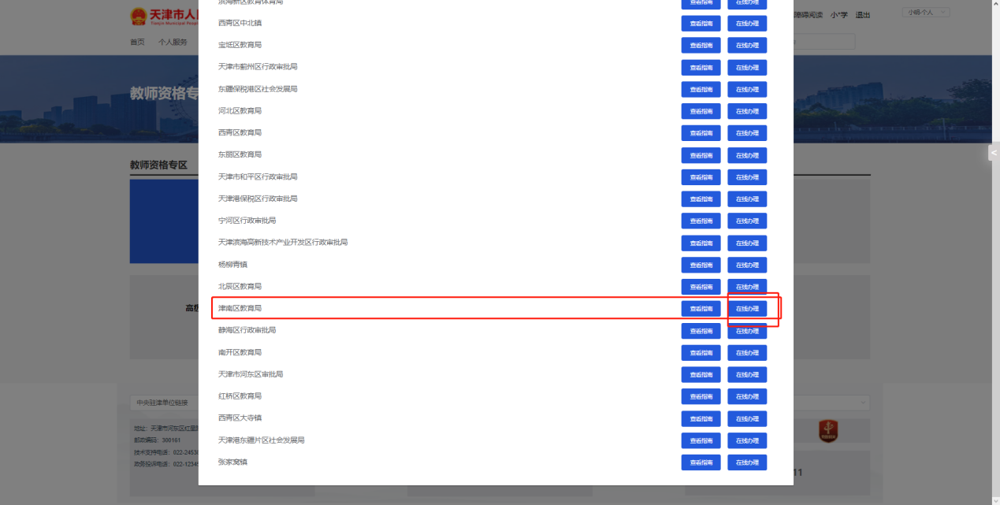 滨海新区教育体育局 查看指南 在线办理
天津市人
障碍阅读 小*学 退出
小明-个人
西青区中北镇 查看指南 在线办理
首页 个人服务
宝坻区教育局 查看指南 在线办理
天津市蓟州区行政审批局 查看指南 在线办理
东疆保税港区社会发展局 查看指南 在线办理
教师资格专
河北区教育局 查看指南 在线办理
西青区教育局 查看指南 在线办理
东丽区教育局 查看指南 在线办理
教师资格专区
天津市和平区行政审批局 查看指南 在线办理
天津港保税区行政审批局 查看指南 在线办理
宁河区行政审批局 查看指南 在线办理
天津滨海高新技术产业开发区行政审批局 查看指南 在线办理
杨柳青镇 查看指南 在线办理
北辰区教育局 查看指南 在线办理
高
津南区教育局 查看指南 在线办理
静海区行政审批局 查看指南 在线办理
南开区教育局 查看指南 在线办理
天津市河东区审批局 查看指南 在线办理
红桥区教育局 查看指南 在线办理
中央驻津单位链接
西青区大寺镇 查看指南 在线办理
地址：天津市河东区红星
天津港东疆片区社会发展局 查看指南 在线办理
邮政编码：300161
技术支持电话：022-2453
政务投诉电话：022-1234
张家窝镇 查看指南 在线办理
11